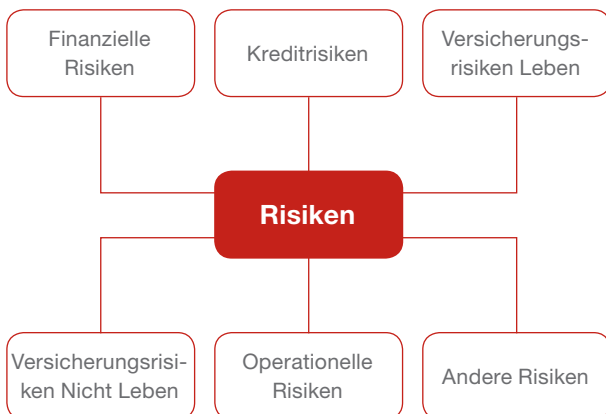 Finanzielle
Risiken
Kreditrisiken
Versicherungs-
risiken Leben
Risiken
Versicherungsrisi-
ken Nicht Leben
Operationelle
Risiken
Andere Risiken